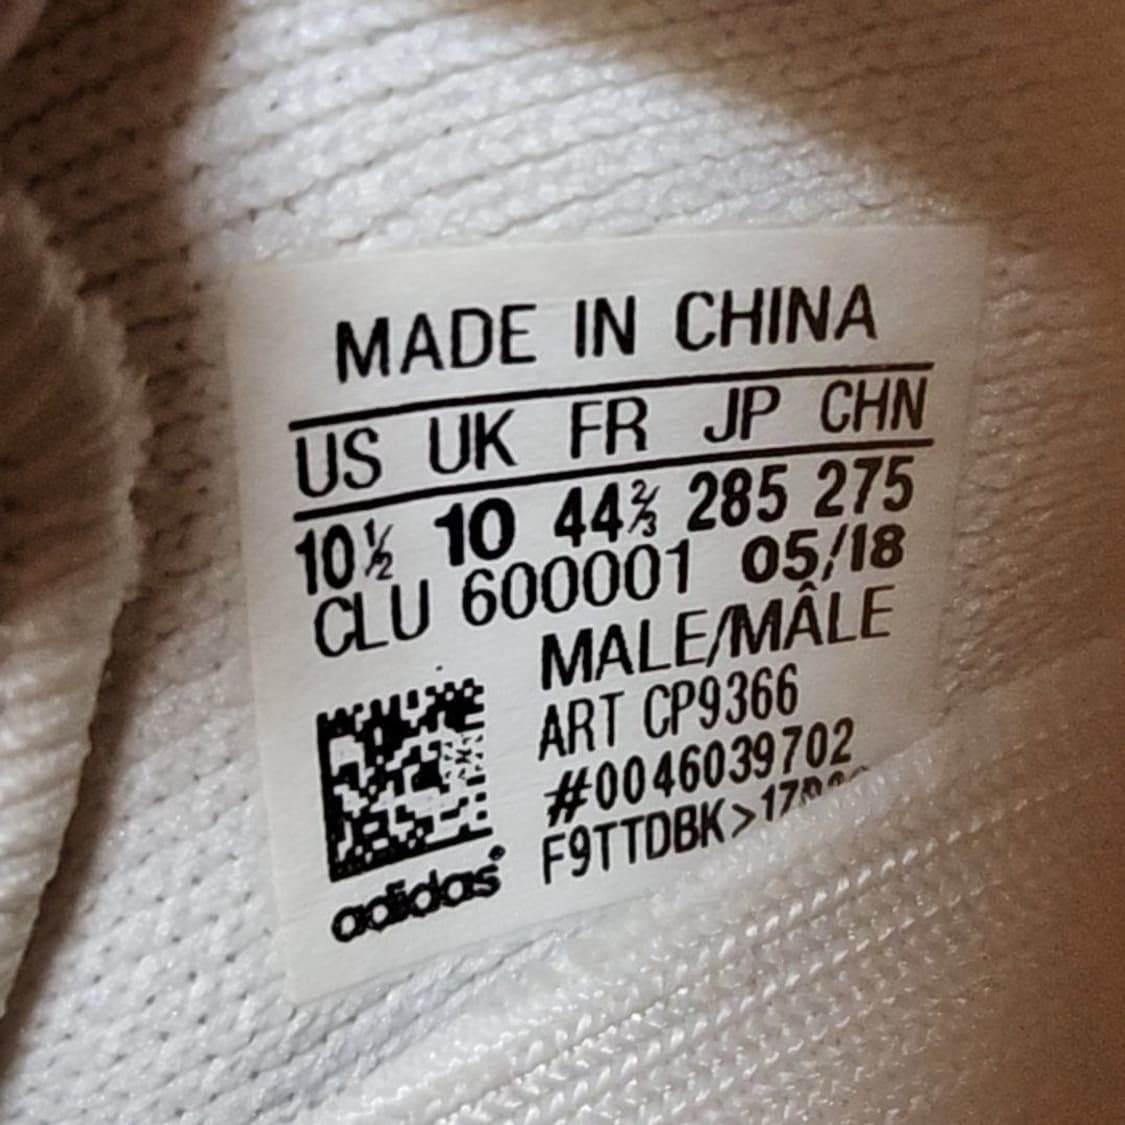 MADE IN CHINA
US UK FR JP CHN
10½ 10 44⅔ 285 275
CLU 600001 05/18
MALE/MÂLE
ART CP9366
#0046039702
F9TTDBK>
adidas®